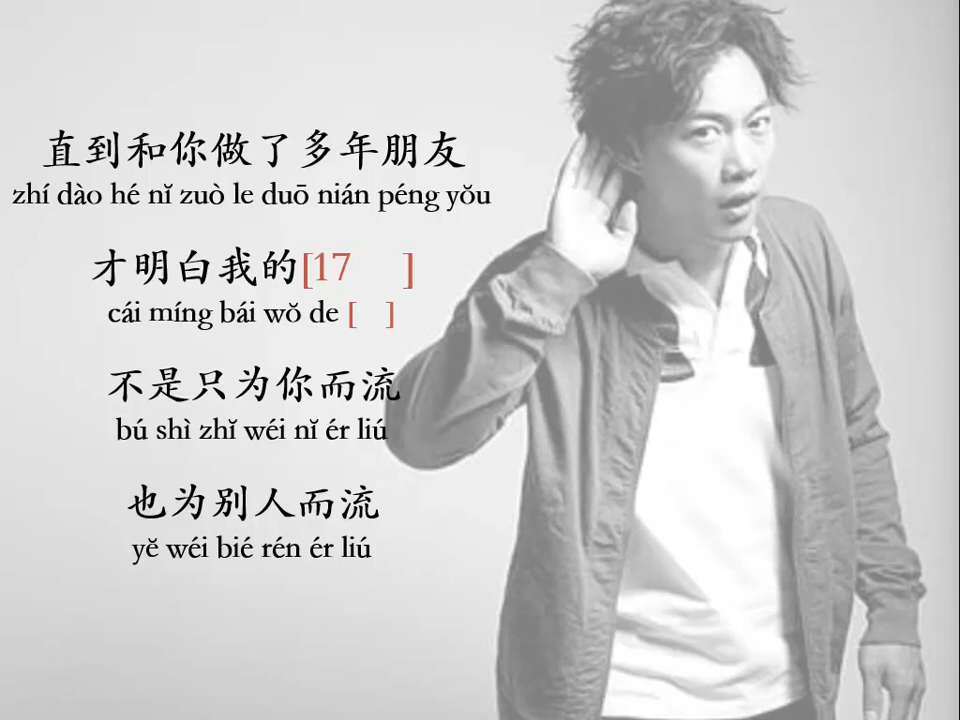 直到和你做了多年朋友
zhí dào hé nǐ zuò le duō nián péng yǒu
才明白我的[17 ]
cái míng bái wǒ de [ ]
不是只为你而流
bú shì zhǐ wéi nǐ ér liú
也为别人而流
yě wéi bié rén ér liú